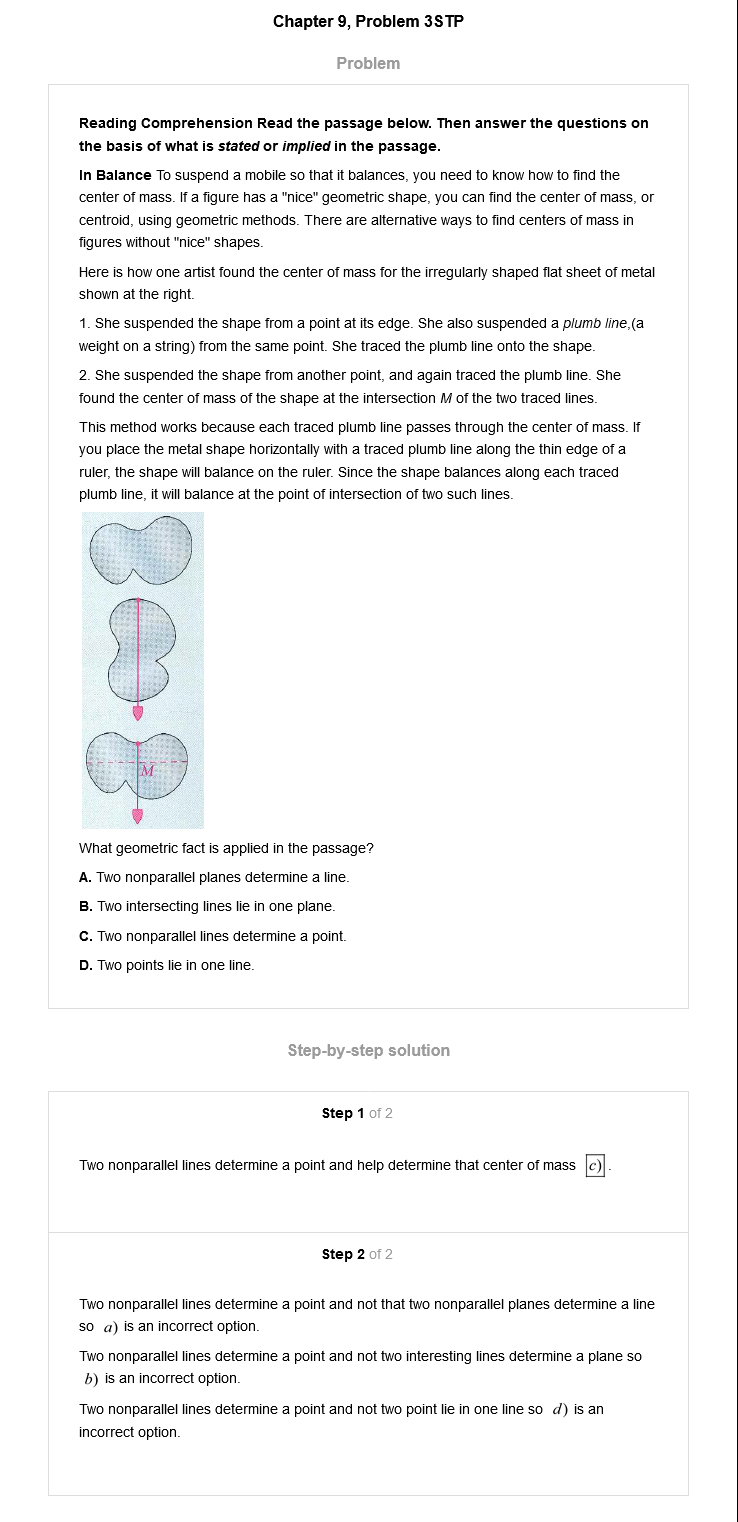 Chapter 9, Problem 3STP
Problem
Reading Comprehension Read the passage below. Then answer the questions on
the basis of what is stated or implied in the passage.
In Balance To suspend a mobile so that it balances, you need to know how to find the
center of mass. If a figure has a "nice" geometric shape, you can find the center of mass, or
centroid, using geometric methods. There are alternative ways to find centers of mass in
figures without "nice" shapes.
Here is how one artist found the center of mass for the irregularly shaped flat sheet of metal
shown at the right.
1. She suspended the shape from a point at its edge. She also suspended a plumb line,(a
weight on a string) from the same point. She traced the plumb line onto the shape.
2. She suspended the shape from another point, and again traced the plumb line. She
found the center of mass of the shape at the intersection M of the two traced lines.
This method works because each traced plumb line passes through the center of mass. If
you place the metal shape horizontally with a traced plumb line along the thin edge of a
ruler, the shape will balance on the ruler. Since the shape balances along each traced
plumb line, it will balance at the point of intersection of two such lines.
M
What geometric fact is applied in the passage?
A. Two nonparallel planes determine a line.
B. Two intersecting lines lie in one plane.
C. Two nonparallel lines determine a point.
D. Two points lie in one line.
Step-by-step solution
Step 1 of 2
Two nonparallel lines determine a point and help determine that center of mass c).
Step 2 of 2
Two nonparallel lines determine a point and not that two nonparallel planes determine a line
so a) is an incorrect option.
Two nonparallel lines determine a point and not two interesting lines determine a plane so
b) is an incorrect option.
Two nonparallel lines determine a point and not two point lie in one line so d) is an
incorrect option.